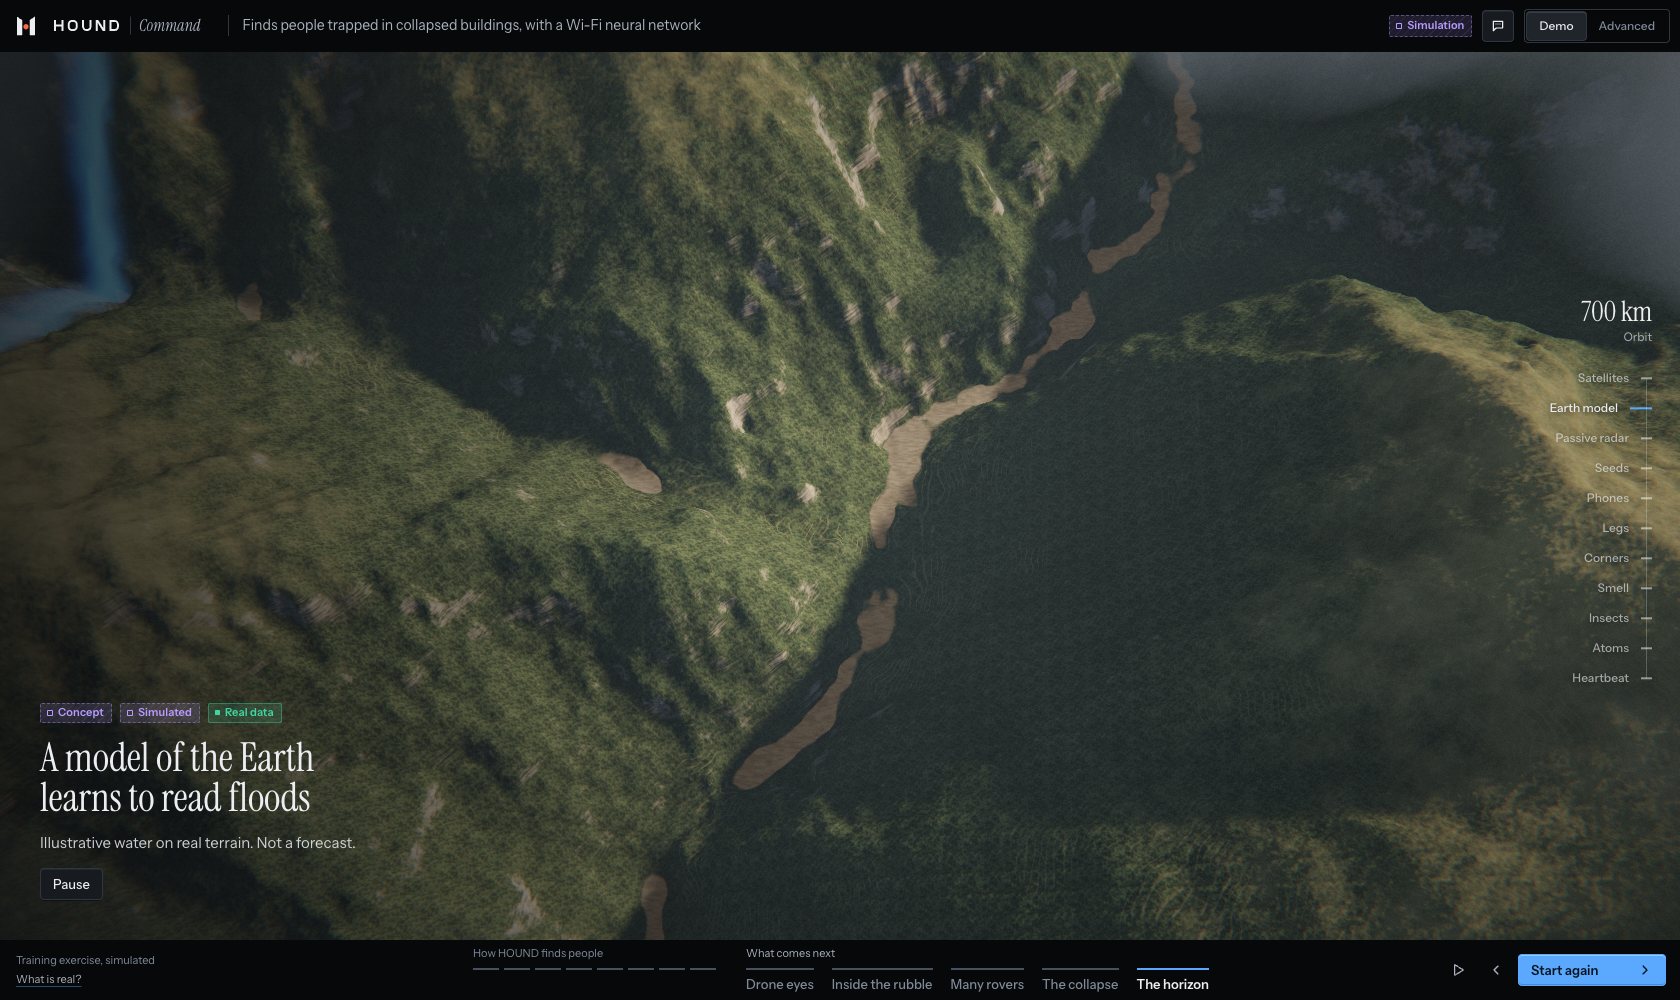 HOUND Command
Finds people trapped in collapsed buildings, with a Wi-Fi neural network
Simulation
Demo
Advanced
700 km
Orbit
Satellites
Earth model
Passive radar
Seeds
Phones
Legs
Corners
Smell
Insects
Atoms
Heartbeat
Concept
Simulated
Real data
A model of the Earth
learns to read floods
Illustrative water on real terrain. Not a forecast.
Pause
Training exercise, simulated
What is real?
How HOUND finds people
What comes next
Drone eyes
Inside the rubble
Many rovers
The collapse
The horizon
Start again